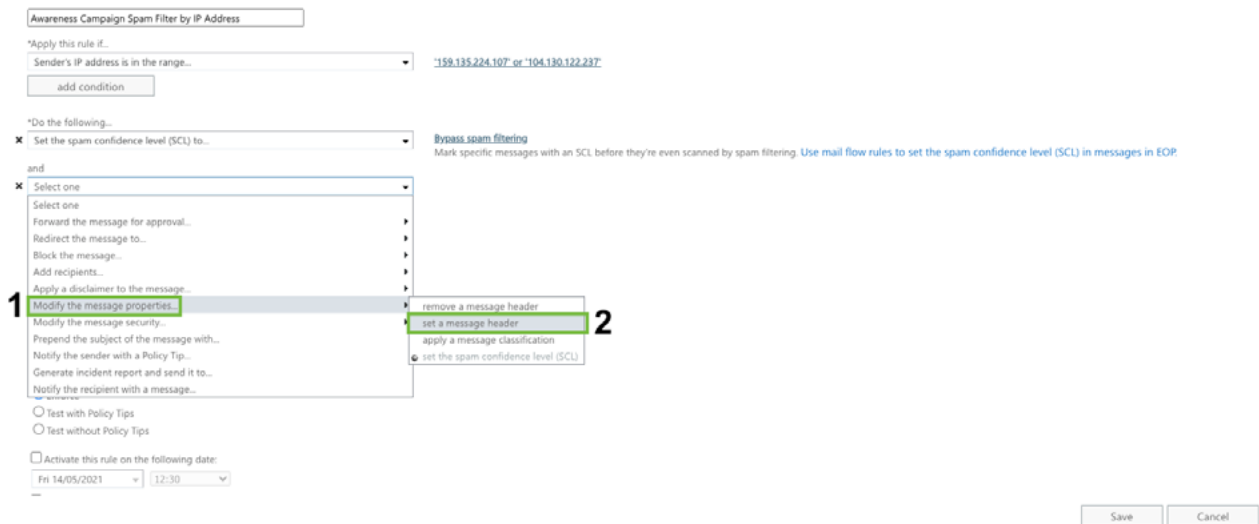 Awareness Campaign Spam Filter by IP Address
*Apply this rule if...
Sender's IP address is in the range...
'159.135.224.107' or '104.130.122.237'
add condition
*Do the following...
Set the spam confidence level (SCL) to...
Bypass spam filtering
Mark specific messages with an SCL before they're even scanned by spam filtering. Use mail flow rules to set the spam confidence level (SCL) in messages in EOP.
and
Select one
Select one
Forward the message for approval...
Redirect the message to...
Block the message...
Add recipients...
Apply a disclaimer to the message...
1 Modify the message properties...
remove a message header
set a message header 2
Modify the message security...
apply a message classification
Prepend the subject of the message with...
set the spam confidence level (SCL)
Notify the sender with a Policy Tip...
Generate incident report and send it to...
Notify the recipient with a message...
Enforce
Test with Policy Tips
Test without Policy Tips
Activate this rule on the following date:
Fri 14/05/2021 12:30
Save Cancel